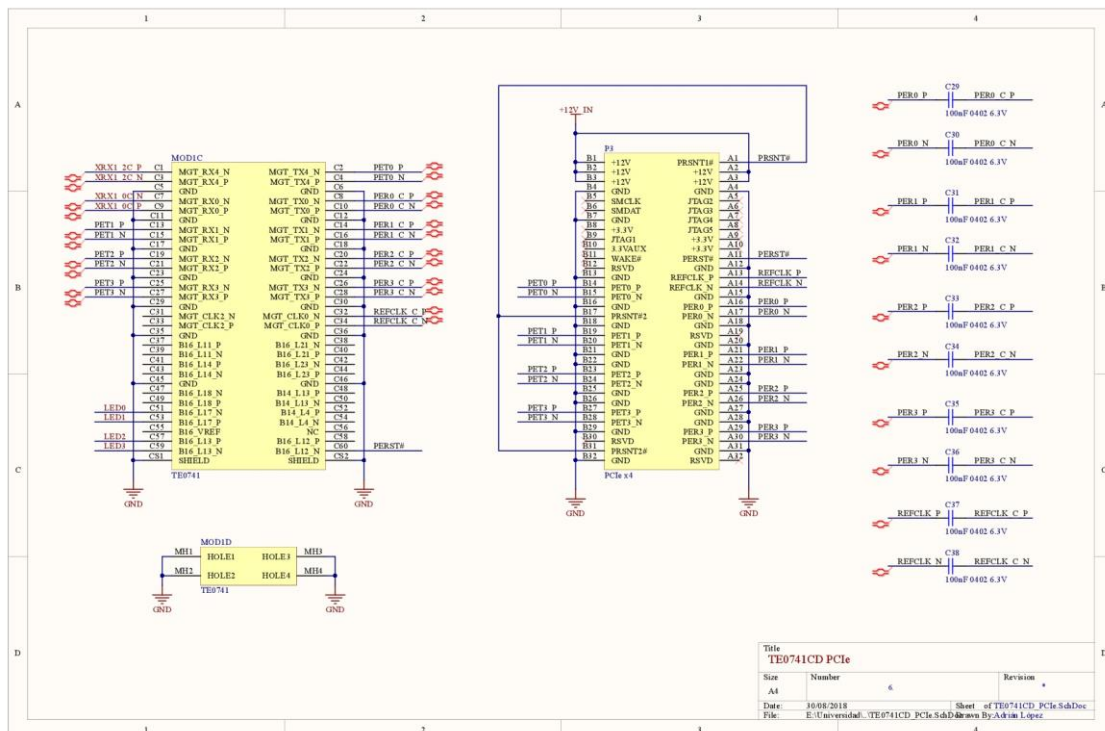 1 2 3 4
A
B
C
D
MOD1C
XRX1_2C_P C1 MGT_RX4_N MGT_TX4_N C2 PET0_P
XRX1_2C_N C3 MGT_RX4_P MGT_TX4_P C4 PET0_N
C5 GND GND C6
XRX1_0C_N C7 MGT_RX0_N MGT_TX0_N C8 PER0_C_P
XRX1_0C_P C9 MGT_RX0_P MGT_TX0_P C10 PER0_C_N
C11 GND GND C12
PET1_P C13 MGT_RX1_N MGT_TX1_N C14 PER1_C_P
PET1_N C15 MGT_RX1_P MGT_TX1_P C16 PER1_C_N
C17 GND GND C18
PET2_P C19 MGT_RX2_N MGT_TX2_N C20 PER2_C_P
PET2_N C21 MGT_RX2_P MGT_TX2_P C22 PER2_C_N
C23 GND GND C24
PET3_P C25 MGT_RX3_N MGT_TX3_N C26 PER3_C_P
PET3_N C27 MGT_RX3_P MGT_TX3_P C28 PER3_C_N
C29 GND GND C30
C31 MGT_CLK2_N MGT_CLK0_N C32 REFCLK_C_P
C33 MGT_CLK2_P MGT_CLK0_P C34 REFCLK_C_N
C35 GND GND C36
C37 B16_L11_P B16_L21_N C38
C39 B16_L11_N B16_L21_P C40
C41 B16_L14_P B16_L23_N C42
C43 B16_L14_N B16_L23_P C44
C45 GND GND C46
C47 B16_L18_N B14_L13_P C48
C49 B16_L18_P B14_L13_N C50
LED0 C51 B16_L17_N B14_L4_P C52
LED1 C53 B16_L17_P B14_L4_N C54
C55 B16_VREF NC C56
LED2 C57 B16_L13_P B16_L12_P C58
LED3 C59 B16_L13_N B16_L12_N C60 PERST#
CS1 SHIELD SHIELD CS2
TE0741
GND GND
MOD1D
MH1 HOLE1 HOLE3 MH3
MH2 HOLE2 HOLE4 MH4
TE0741
GND GND
+12V_IN
P3
B1 +12V PRSNT1# A1 PRSNT#
B2 +12V +12V A2
B3 +12V +12V A3
B4 GND GND A4
B5 SMCLK JTAG2 A5
B6 SMDAT JTAG3 A6
B7 GND JTAG4 A7
B8 +3.3V JTAG5 A8
B9 JTAG1 +3.3V A9
B10 3.3VAUX +3.3V A10
B11 WAKE# PERST# A11 PERST#
B12 RSVD GND A12
B13 GND REFCLK_P A13 REFCLK_P
PET0_P B14 PET0_P REFCLK_N A14 REFCLK_N
PET0_N B15 PET0_N GND A15
B16 GND PER0_P A16 PER0_P
B17 PRSNT#2 PER0_N A17 PER0_N
B18 GND GND A18
PET1_P B19 PET1_P RSVD A19
PET1_N B20 PET1_N GND A20
B21 GND PER1_P A21 PER1_P
B22 GND PER1_N A22 PER1_N
PET2_P B23 PET2_P GND A23
PET2_N B24 PET2_N GND A24
B25 GND PER2_P A25 PER2_P
B26 GND PER2_N A26 PER2_N
PET3_P B27 PET3_P GND A27
PET3_N B28 PET3_N GND A28
B29 GND PER3_P A29 PER3_P
B30 RSVD PER3_N A30 PER3_N
B31 PRSNT2# GND A31
B32 GND RSVD A32
PCIe x4
GND GND
C29
PER0_P PER0_C_P
100nF 0402 6.3V
C30
PER0_N PER0_C_N
100nF 0402 6.3V
C31
PER1_P PER1_C_P
100nF 0402 6.3V
C32
PER1_N PER1_C_N
100nF 0402 6.3V
C33
PER2_P PER2_C_P
100nF 0402 6.3V
C34
PER2_N PER2_C_N
100nF 0402 6.3V
C35
PER3_P PER3_C_P
100nF 0402 6.3V
C36
PER3_N PER3_C_N
100nF 0402 6.3V
C37
REFCLK_P REFCLK_C_P
100nF 0402 6.3V
C38
REFCLK_N REFCLK_C_N
100nF 0402 6.3V
Title
TE0741CD PCIe
Size Number Revision
A4 6 *
Date: 30/08/2018 Sheet of TE0741CD_PCIe.SchDoc
File: E:\Universidad\..\TE0741CD_PCIe.SchDoc Drawn By: Adrián López
1 2 3 4